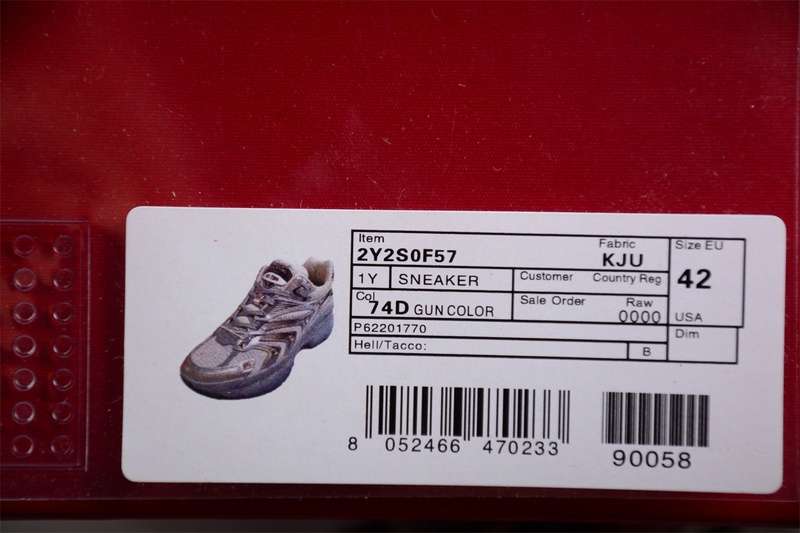 Item Fabric Size EU
2Y2S0F57 KJU 42
1Y SNEAKER Customer Country Reg
Col 74D GUN COLOR Sale Order Raw
0000 USA
P62201770 Dim
Hell/Tacco: B
8 052466 470233
90058